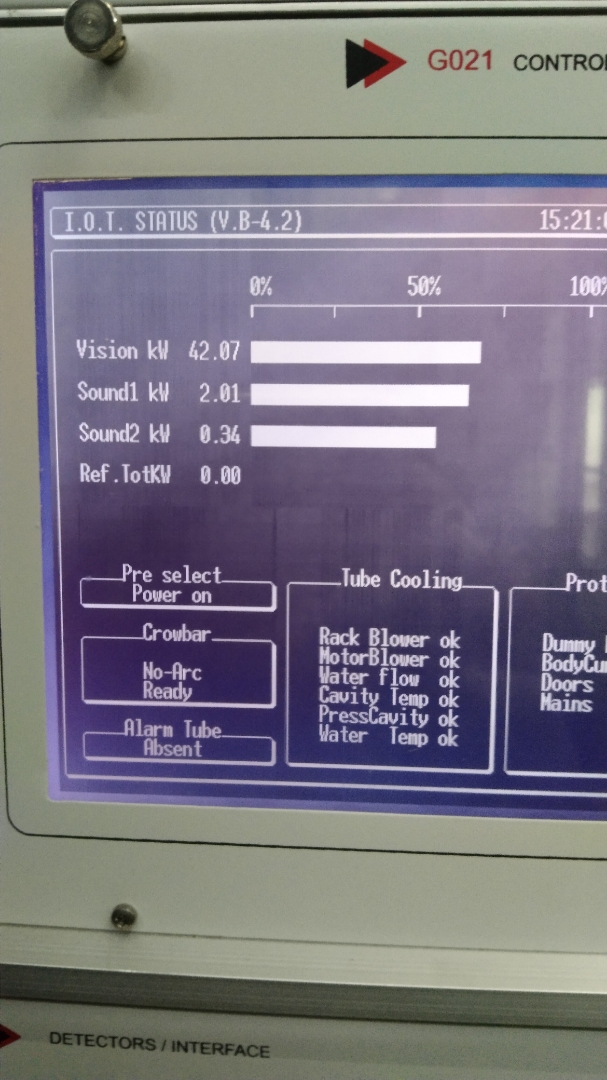 G021 CONTROL
I.O.T. STATUS (V.B-4.2) 15:21:
0% 50% 100%
Vision kW 42.07
Sound1 kW 2.01
Sound2 kW 0.34
Ref.TotKW 0.00
Pre select
Power on
Crowbar
No-Arc
Ready
Alarm Tube
Absent
Tube Cooling
Rack Blower ok
MotorBlower ok
Water flow ok
Cavity Temp ok
PressCavity ok
Water Temp ok
Prot
Dummy
BodyCu
Doors
Mains
DETECTORS / INTERFACE